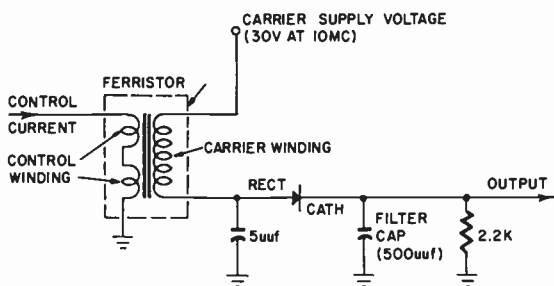 CARRIER SUPPLY VOLTAGE
(30V AT 10MC)
FERRISTOR
CONTROL
CURRENT
CONTROL
WINDING
CARRIER WINDING
RECT
CATH
OUTPUT
5uuf
FILTER
CAP
(500uuf)
2.2K